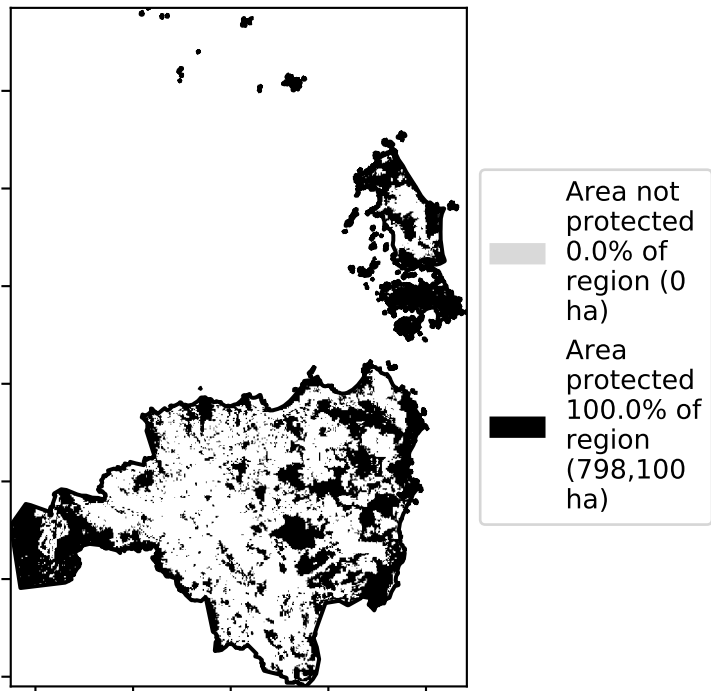 Area not
protected
0.0% of
region (0
ha)
Area
protected
100.0% of
region
(798,100
ha)